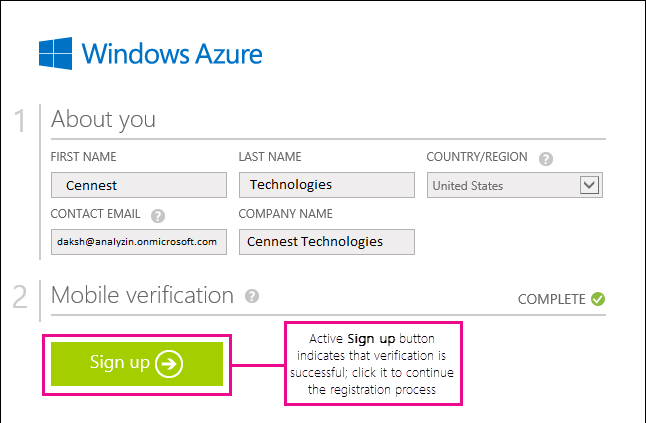 Windows Azure
1 About you
FIRST NAME LAST NAME COUNTRY/REGION ?
Cennest Technologies United States
CONTACT EMAIL ? COMPANY NAME
daksh@analyzin.onmicrosoft.com Cennest Technologies
2 Mobile verification ? COMPLETE
Sign up
Active Sign up button
indicates that verification is
successful; click it to continue
the registration process